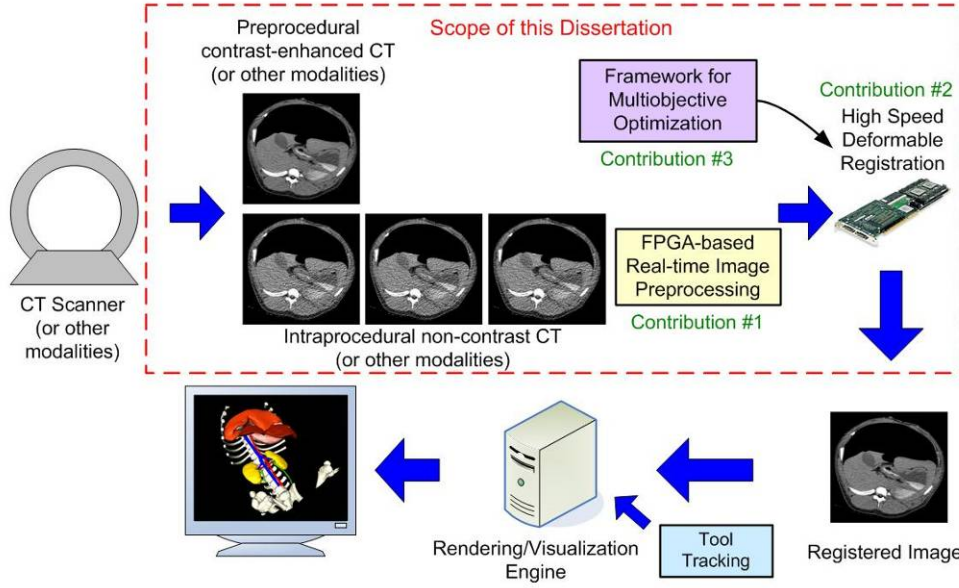 Scope of this Dissertation
Preprocedural
contrast-enhanced CT
(or other modalities)
Framework for
Multiobjective
Optimization
Contribution #3
Contribution #2
High Speed
Deformable
Registration
CT Scanner
(or other
modalities)
FPGA-based
Real-time Image
Preprocessing
Contribution #1
Intraprocedural non-contrast CT
(or other modalities)
Rendering/Visualization
Engine
Tool
Tracking
Registered Image